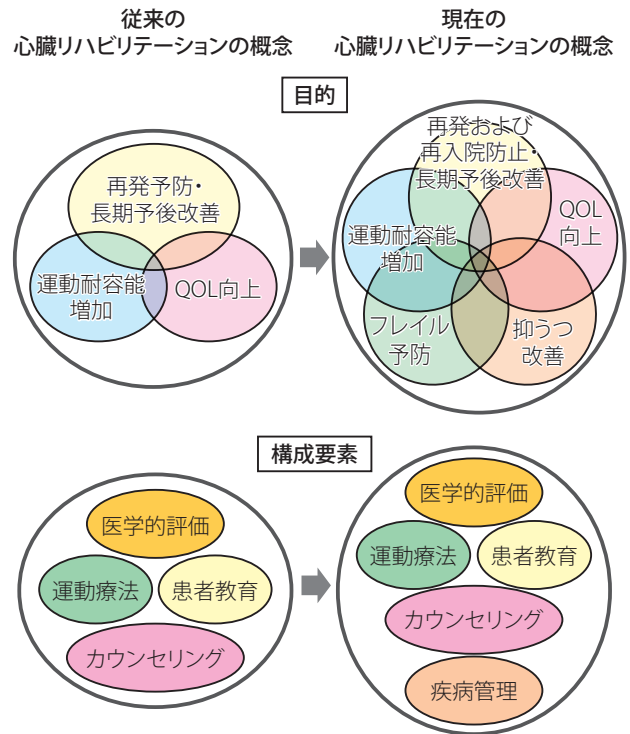 従来の
心臓リハビリテーションの概念
現在の
心臓リハビリテーションの概念
目的
再発予防・
長期予後改善
運動耐容能
増加
QOL向上
再発および
再入院防止・
長期予後改善
運動耐容能
増加
QOL
向上
フレイル
予防
抑うつ
改善
構成要素
医学的評価
運動療法
患者教育
カウンセリング
医学的評価
運動療法
患者教育
カウンセリング
疾病管理